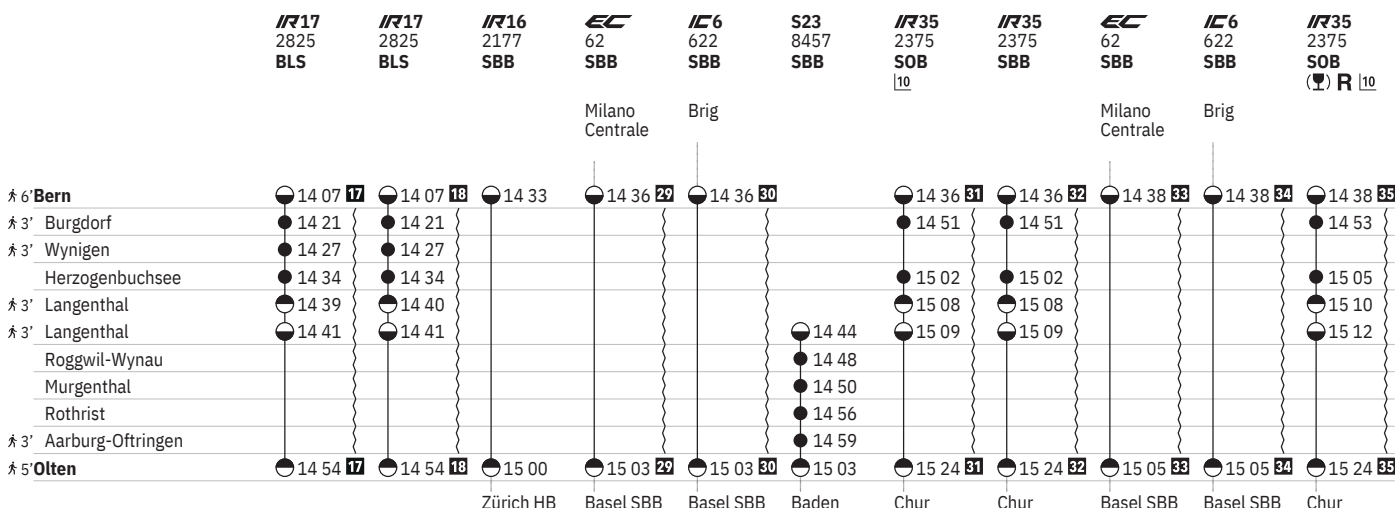 IR17 IR17 IR16 EC IC6 S23 IR35 IR35 EC IC6 IR35
2825 2825 2177 62 622 8457 2375 2375 62 622 2375
BLS BLS SBB SBB SBB SBB SOB SBB SBB SBB SOB
10 R 10
Milano Brig Milano Brig
Centrale Centrale
6' Bern 14 07 17 14 07 18 14 33 14 36 29 14 36 30 14 36 31 14 36 32 14 38 33 14 38 34 14 38 35
3' Burgdorf 14 21 14 21 14 51 14 51 14 53
3' Wynigen 14 27 14 27
Herzogenbuchsee 14 34 14 34 15 02 15 02 15 05
3' Langenthal 14 39 14 40 15 08 15 08 15 10
3' Langenthal 14 41 14 41 14 44 15 09 15 09 15 12
Roggwil-Wynau 14 48
Murgenthal 14 50
Rothrist 14 56
3' Aarburg-Oftringen 14 59
5' Olten 14 54 17 14 54 18 15 00 15 03 29 15 03 30 15 03 15 24 31 15 24 32 15 05 33 15 05 34 15 24 35
Zürich HB Basel SBB Basel SBB Baden Chur Chur Basel SBB Basel SBB Chur